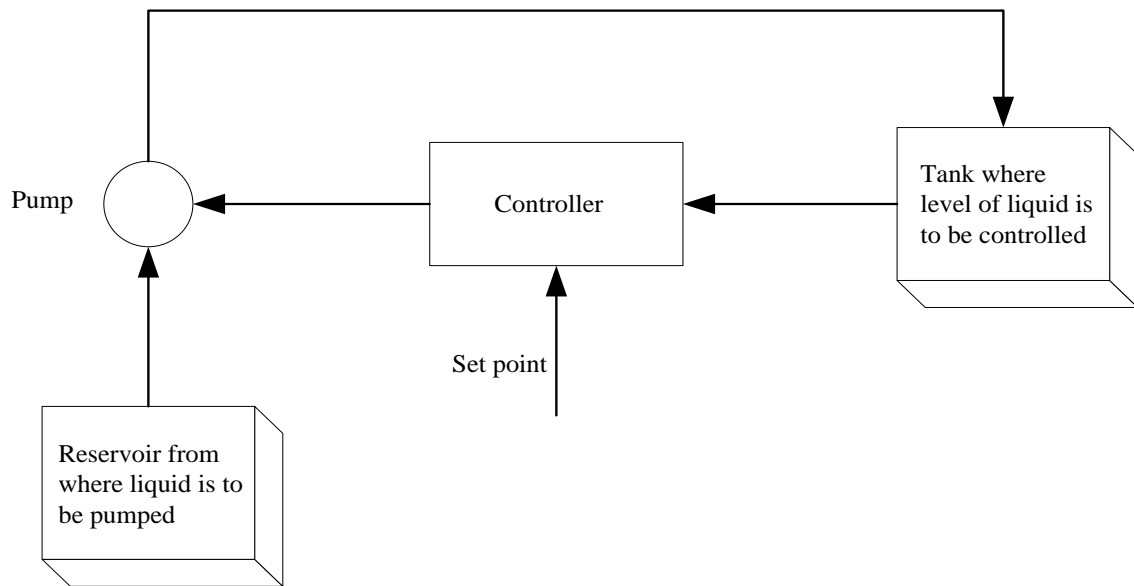 Pump
Controller
Tank where
level of liquid is
to be controlled
Set point
Reservoir from
where liquid is to
be pumped